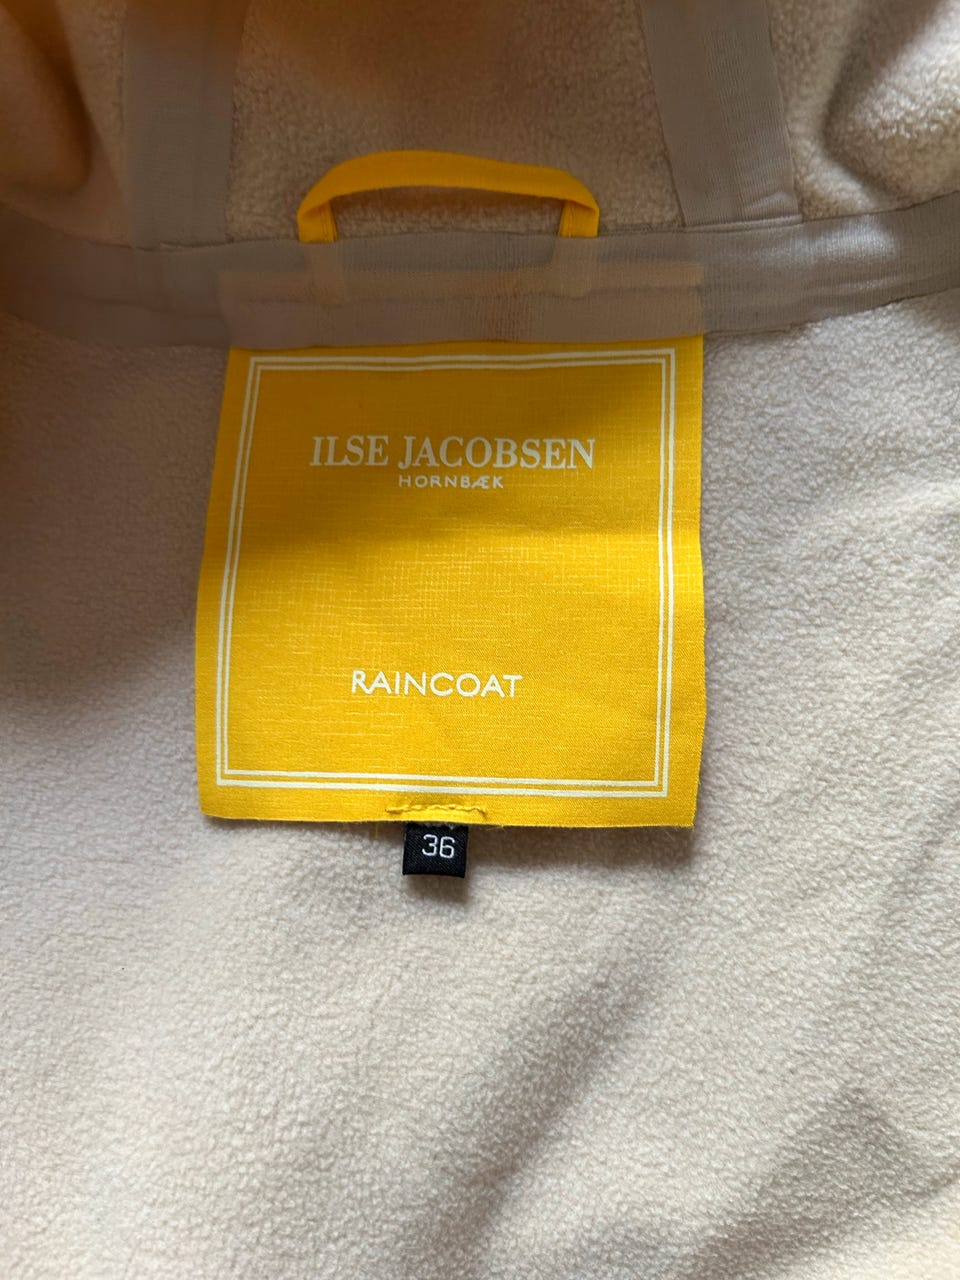 ILSE JACOBSEN
HORNBÆK
RAINCOAT
36